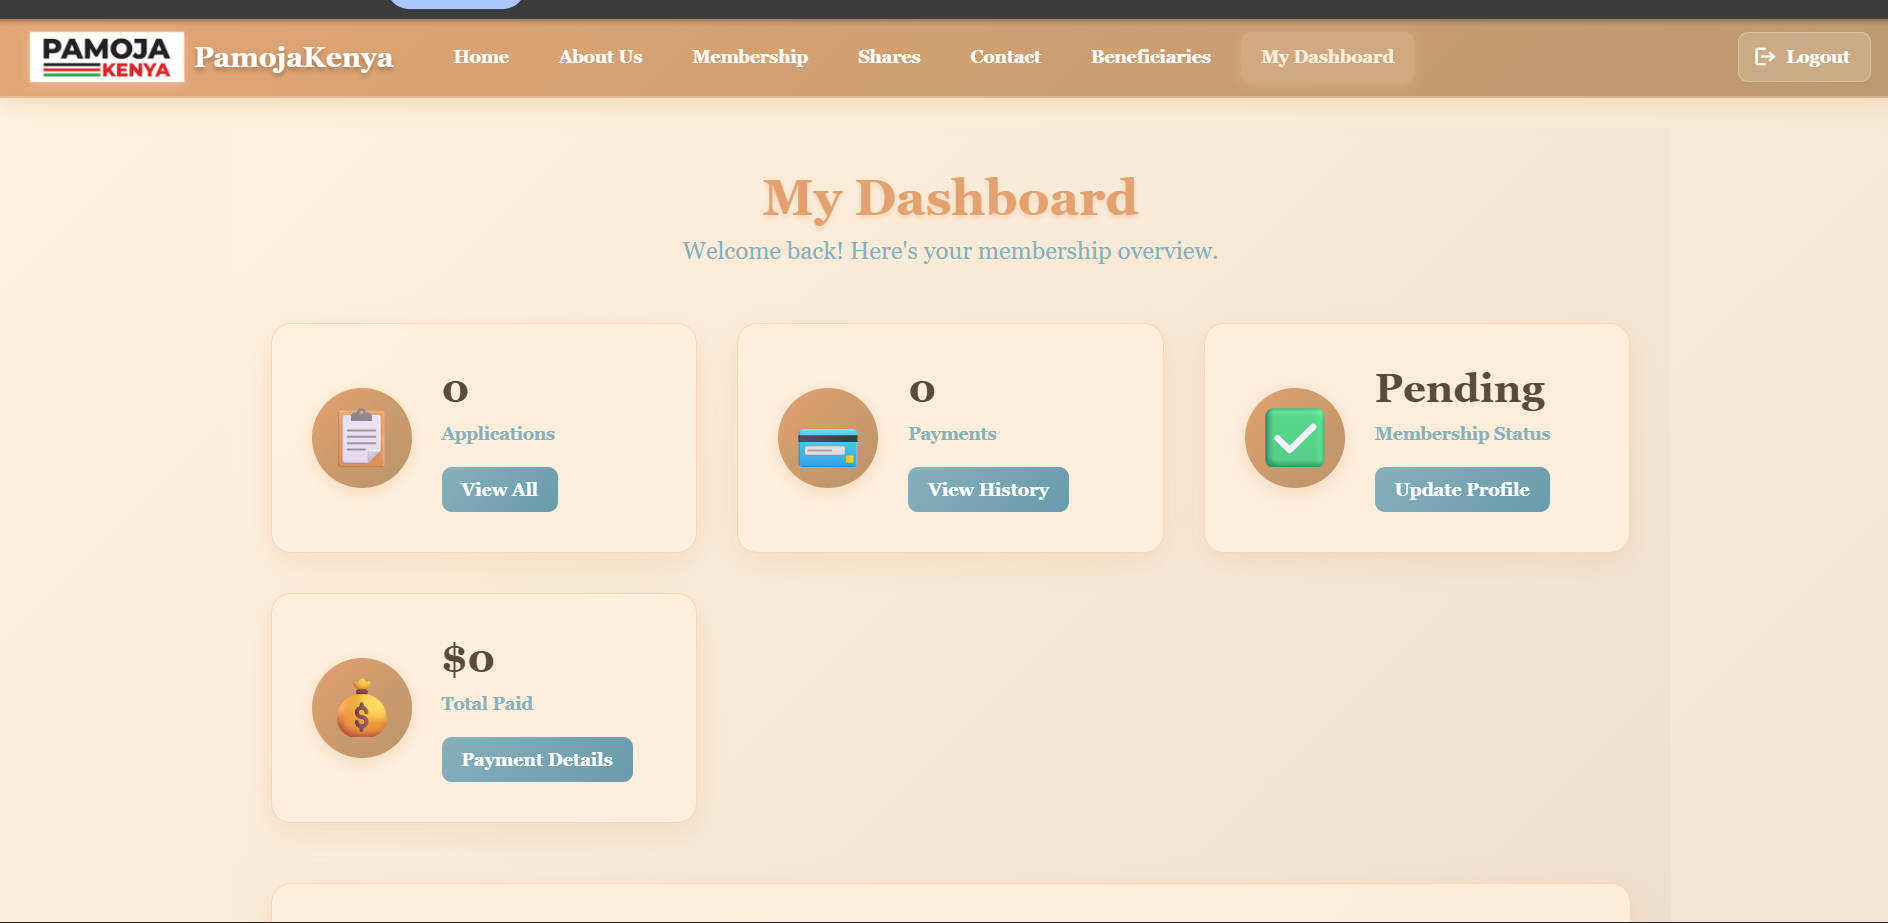 PAMOJA
KENYA
PamojaKenya
Home
About Us
Membership
Shares
Contact
Beneficiaries
My Dashboard
Logout
My Dashboard
Welcome back! Here's your membership overview.
0
Applications
View All
0
Payments
View History
Pending
Membership Status
Update Profile
$0
Total Paid
Payment Details